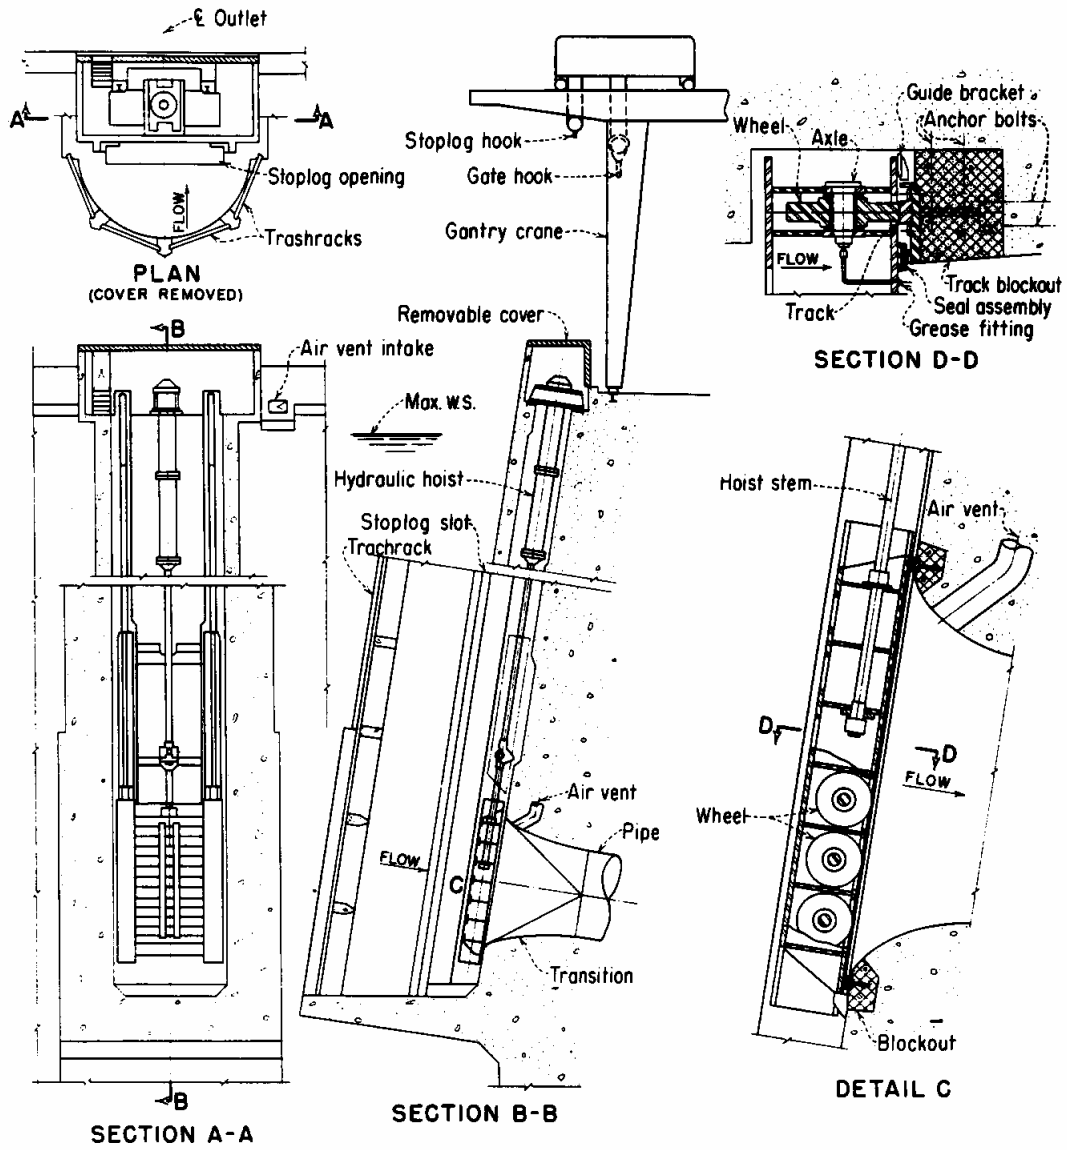 ℄ Outlet
A
A
Stoplog opening
FLOW
Trashracks
PLAN
(COVER REMOVED)
Stoplog hook
Gate hook
Gantry crane
Removable cover
Guide bracket
Anchor bolts
Wheel
Axle
FLOW
Track blockout
Seal assembly
Grease fitting
Track
SECTION D-D
B
Air vent intake
Max. W.S.
Hydraulic hoist
Stoplog slot
Trachrack
Hoist stem
Air vent
D
D
FLOW
Air vent
Pipe
Wheel
FLOW
C
Transition
Blockout
B
DETAIL C
SECTION B-B
SECTION A-A